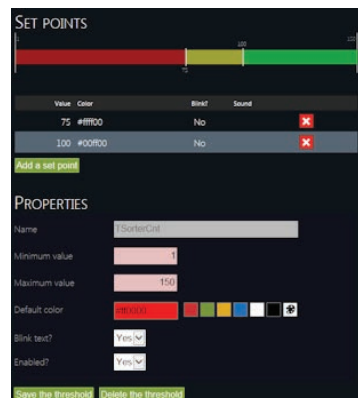 SET POINTS
100
75
Value Color Blink? Sound
75 #ffff00 No
100 #00ff00 No
Add a set point
PROPERTIES
Name TSorterCnt
Minimum value 1
Maximum value 150
Default color #ff0000
Blink text? Yes
Enabled? Yes
Save the threshold Delete the threshold